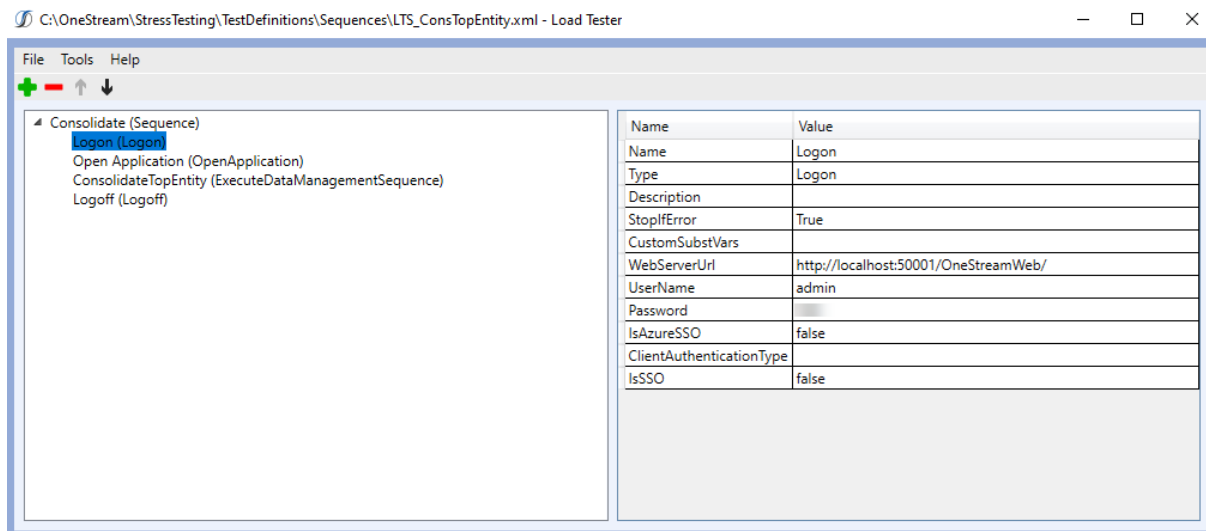 C:\OneStream\StressTesting\TestDefinitions\Sequences\LTS_ConsTopEntity.xml - Load Tester
File Tools Help
Consolidate (Sequence)
Logon (Logon)
Open Application (OpenApplication)
ConsolidateTopEntity (ExecuteDataManagementSequence)
Logoff (Logoff)
Name Value
Name Logon
Type Logon
Description
StopIfError True
CustomSubstVars
WebServerUrl http://localhost:50001/OneStreamWeb/
UserName admin
Password
IsAzureSSO false
ClientAuthenticationType
IsSSO false